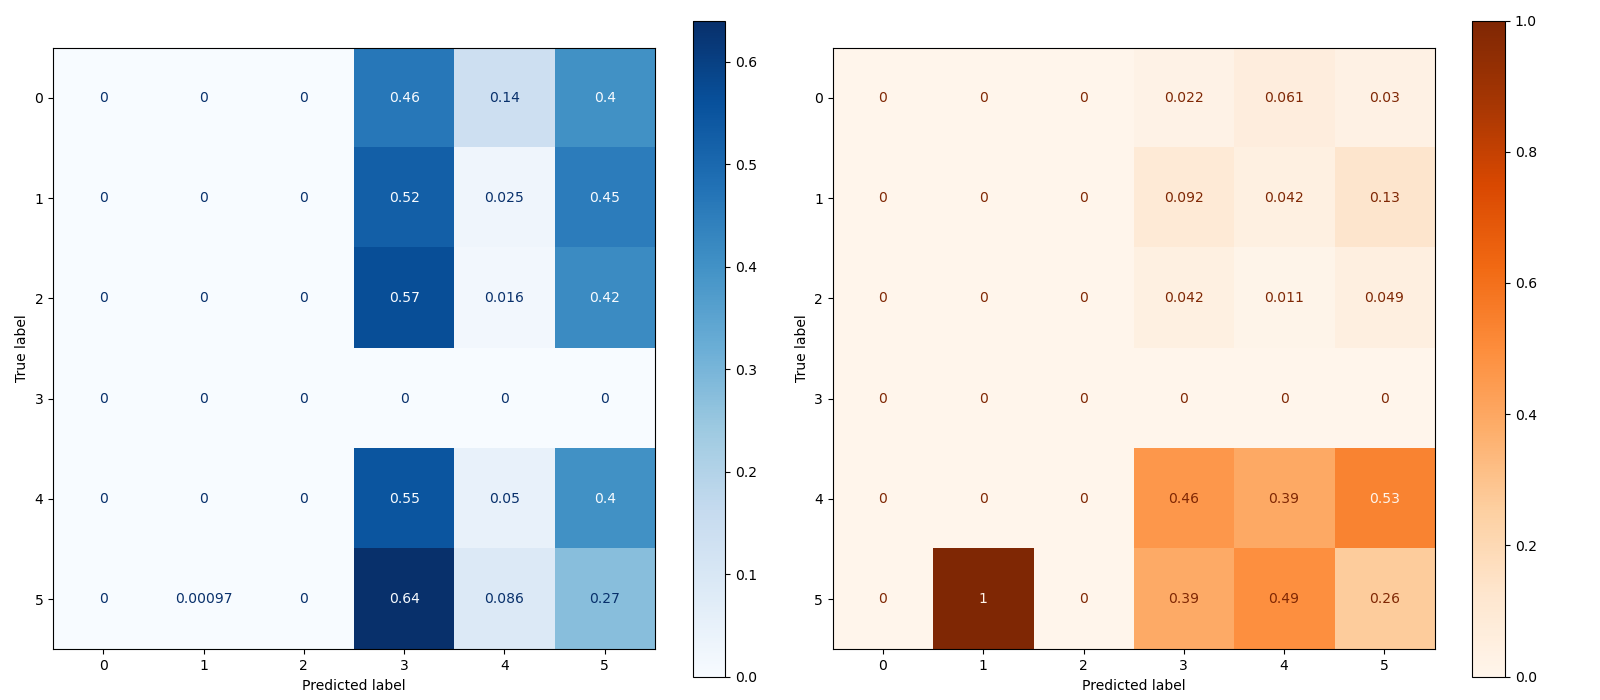 0 0 0 0 0.46 0.14 0.4
1 0 0 0 0.52 0.025 0.45
2 0 0 0 0.57 0.016 0.42
3 0 0 0 0 0 0
4 0 0 0 0.55 0.05 0.4
5 0 0.00097 0 0.64 0.086 0.27
0 1 2 3 4 5
Predicted label
True label
0.6
0.5
0.4
0.3
0.2
0.1
0.0
0 0 0 0 0.022 0.061 0.03
1 0 0 0 0.092 0.042 0.13
2 0 0 0 0.042 0.011 0.049
3 0 0 0 0 0 0
4 0 0 0 0.46 0.39 0.53
5 0 1 0 0.39 0.49 0.26
0 1 2 3 4 5
Predicted label
True label
1.0
0.8
0.6
0.4
0.2
0.0